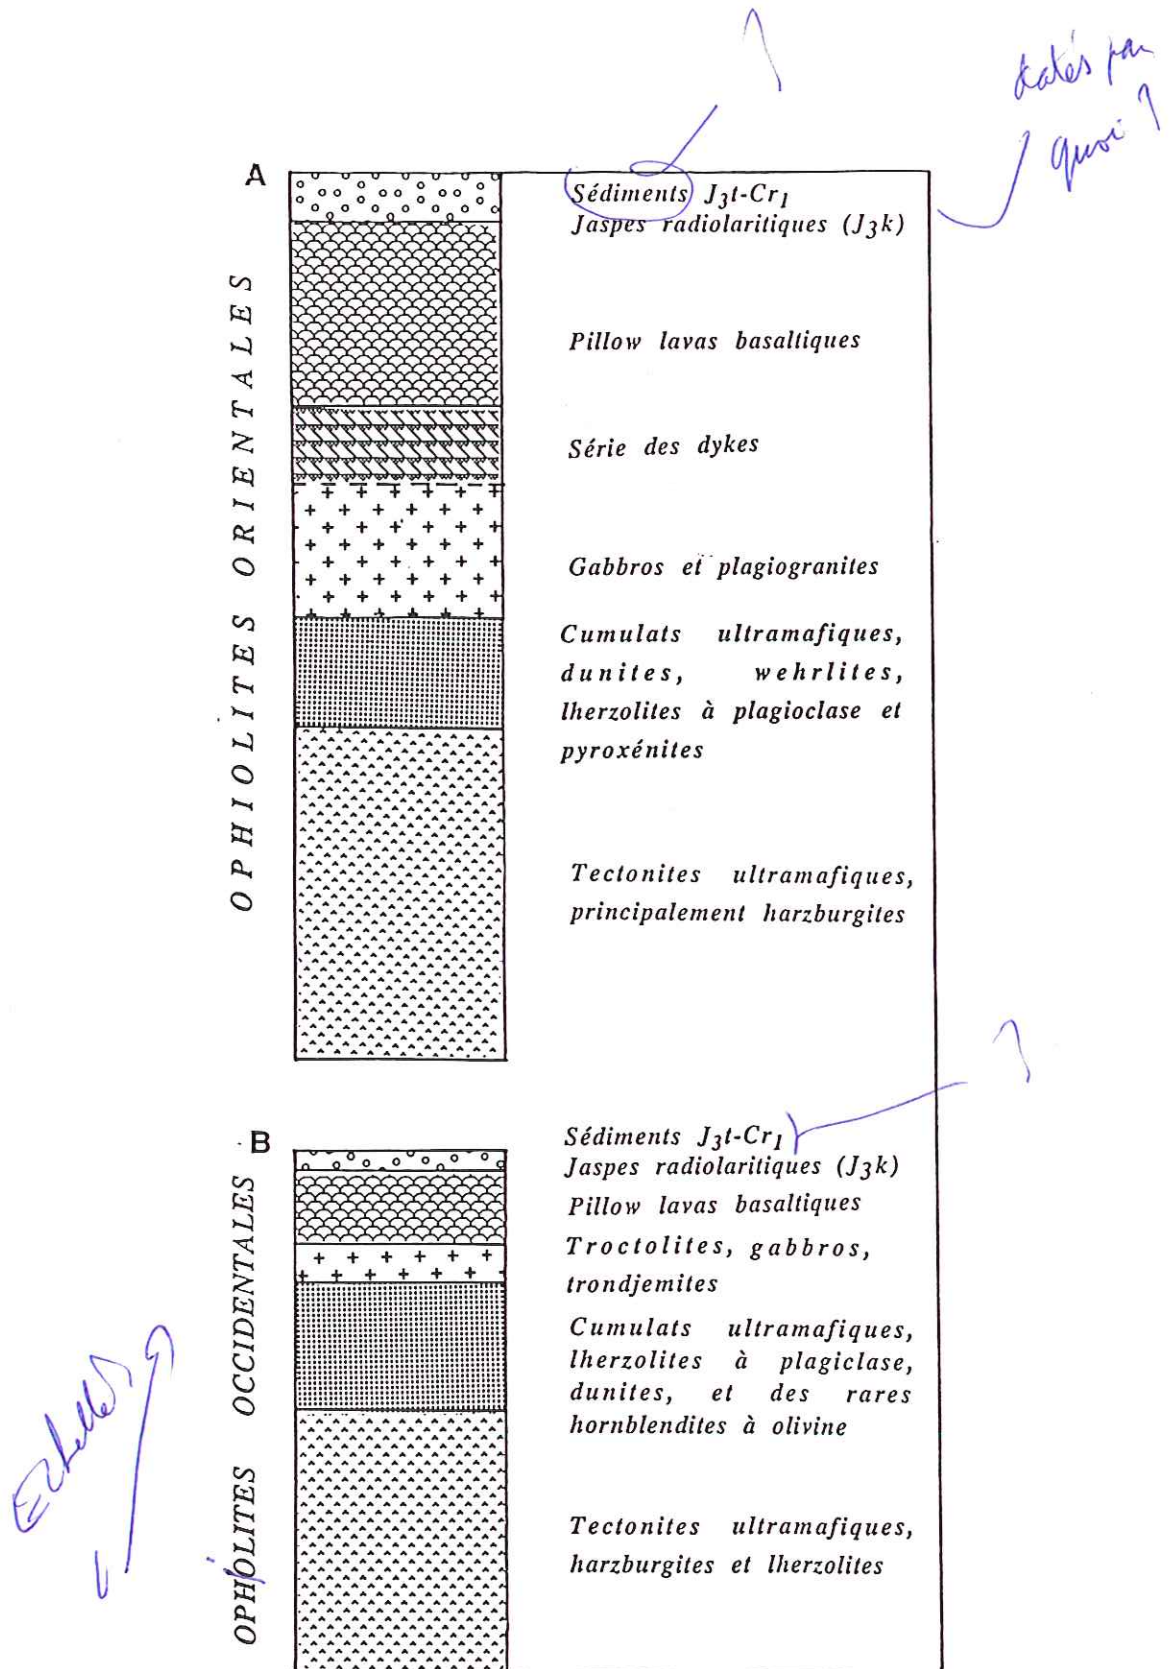 ?
datés par
quoi ?
A
OPHIOLITES ORIENTALES
Sédiments J3t-Cr1
Jaspes radiolaritiques (J3k)
Pillow lavas basaltiques
Série des dykes
Gabbros et plagiogranites
Cumulats ultramafiques,
dunites, wehrlites,
lherzolites à plagioclase et
pyroxénites
Tectonites ultramafiques,
principalement harzburgites
?
B
OPHiOLITES OCCIDENTALES
Sédiments J3t-Cr1
Jaspes radiolaritiques (J3k)
Pillow lavas basaltiques
Troctolites, gabbros,
trondjemites
Cumulats ultramafiques,
lherzolites à plagiclase,
dunites, et des rares
hornblendites à olivine
Tectonites ultramafiques,
harzburgites et lherzolites
Echelles ?